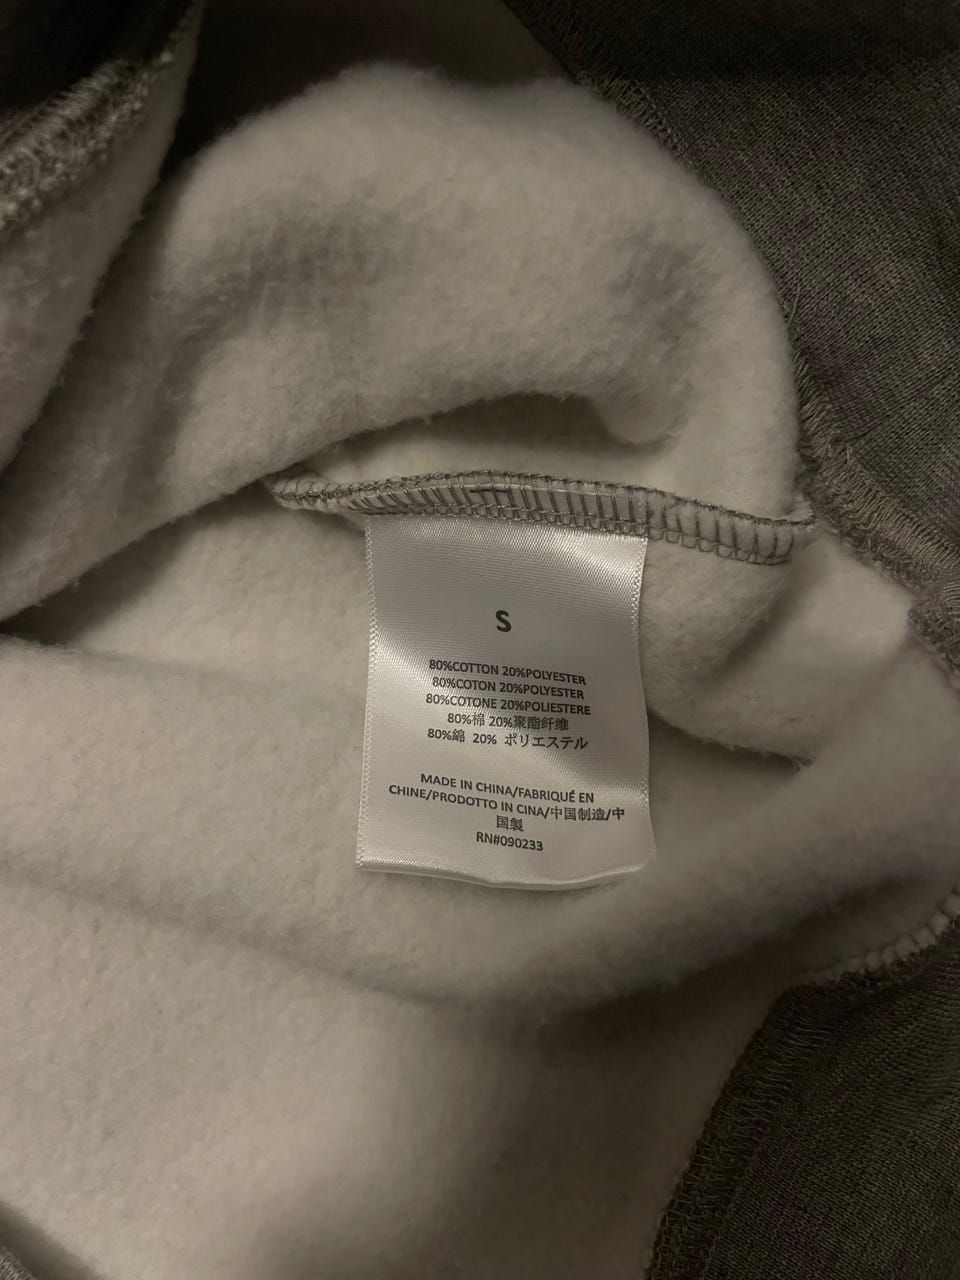 S
80%COTTON 20%POLYESTER
80%COTON 20%POLYESTER
80%COTONE 20%POLIESTERE
80%棉 20%聚酯纤维
80%綿 20% ポリエステル
MADE IN CHINA/FABRIQUÉ EN
CHINE/PRODOTTO IN CINA/中国制造/中
国製
RN#090233